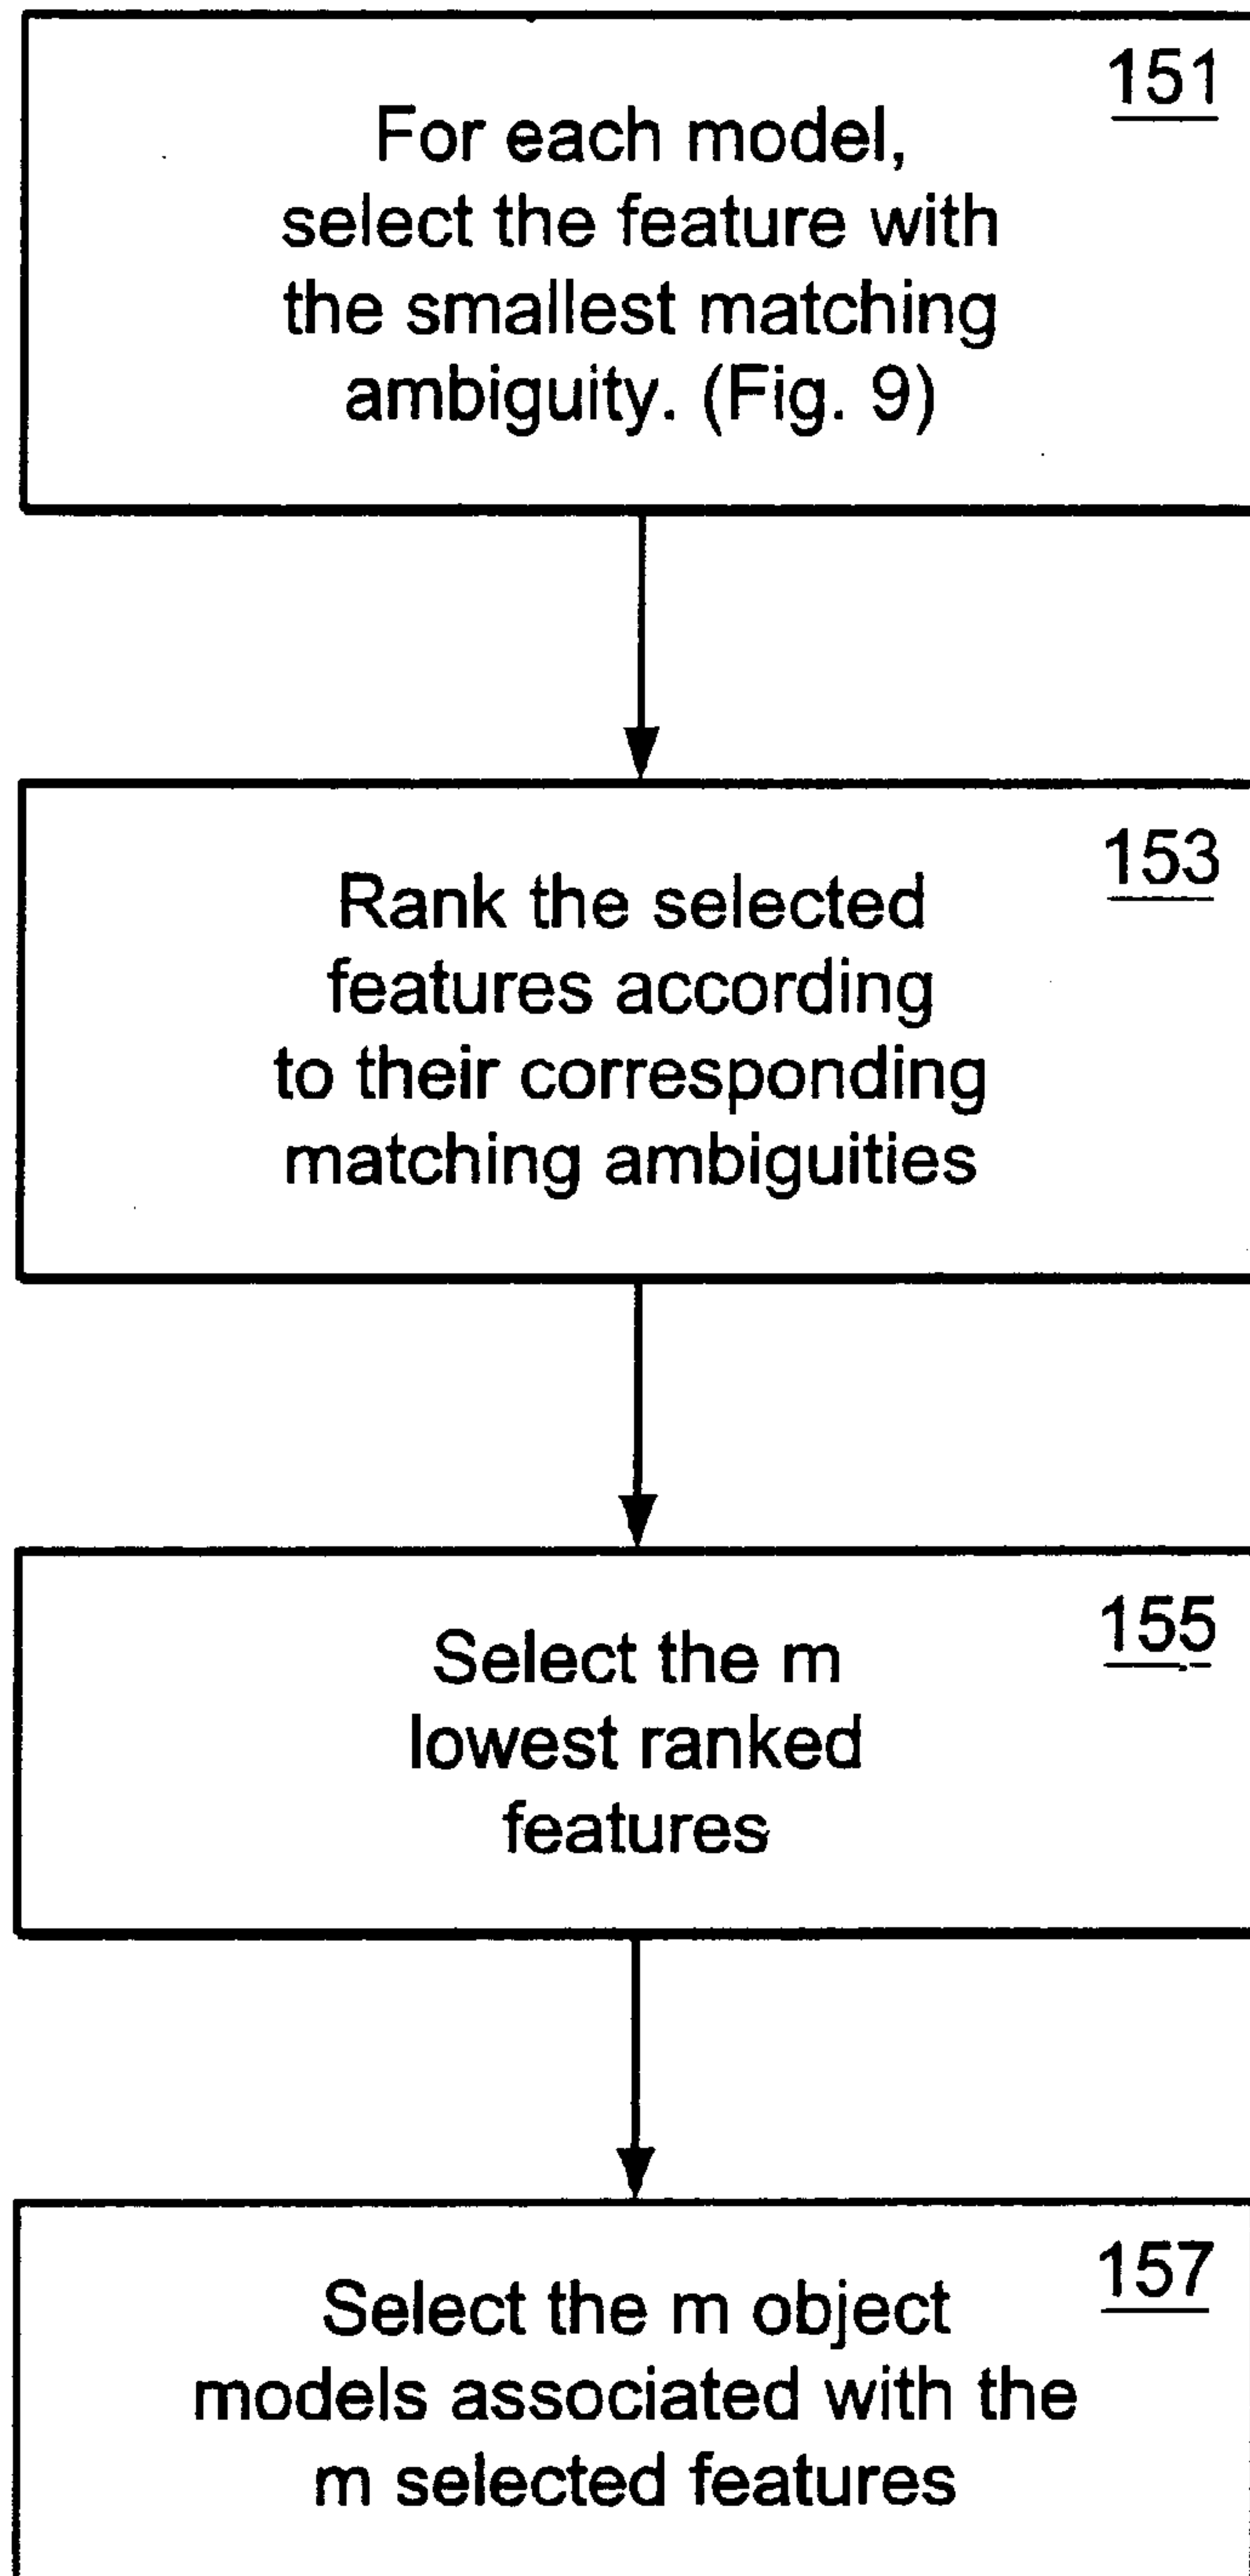 151
For each model,
select the feature with
the smallest matching
ambiguity. (Fig. 9)
153
Rank the selected
features according
to their corresponding
matching ambiguities
155
Select the m
lowest ranked
features
157
Select the m object
models associated with the
m selected features